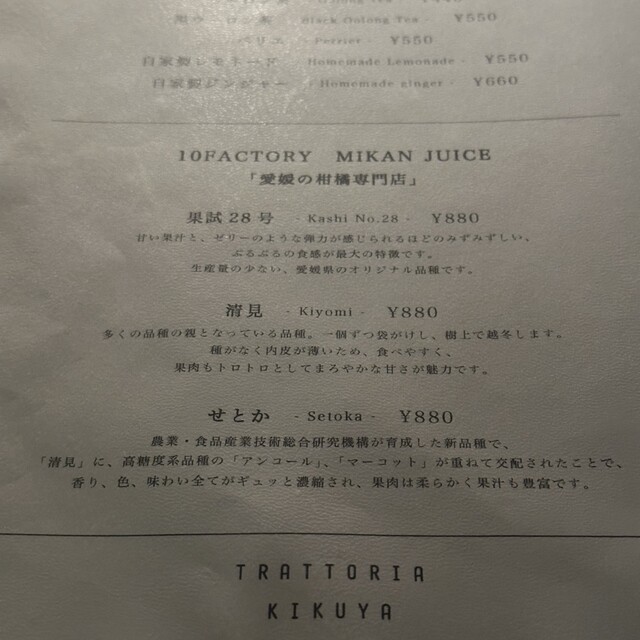 黒ウーロン茶 - Black Oolong Tea - ¥550
ペリエ - Perrier - ¥550
自家製レモネード - Homemade Lemonade - ¥550
自家製ジンジャー - Homemade ginger - ¥660
10FACTORY MIKAN JUICE
「愛媛の柑橘専門店」
果試28号 - Kashi No.28 - ¥880
甘い果汁と、ゼリーのような弾力が感じられるほどのみずみずしい、
ぷるぷるの食感が最大の特徴です。
生産量の少ない、愛媛県のオリジナル品種です。
清見 - Kiyomi - ¥880
多くの品種の親となっている品種。一個ずつ袋がけし、樹上で越冬します。
種がなく内皮が薄いため、食べやすく、
果肉もトロトロとしてまろやかな甘さが魅力です。
せとか - Setoka - ¥880
農業・食品産業技術総合研究機構が育成した新品種で、
「清見」に、高糖度系品種の「アンコール」、「マーコット」が重ねて交配されたことで、
香り、色、味わい全てがギュッと濃縮され、果肉は柔らかく果汁も豊富です。
TRATTORIA
KIKUYA